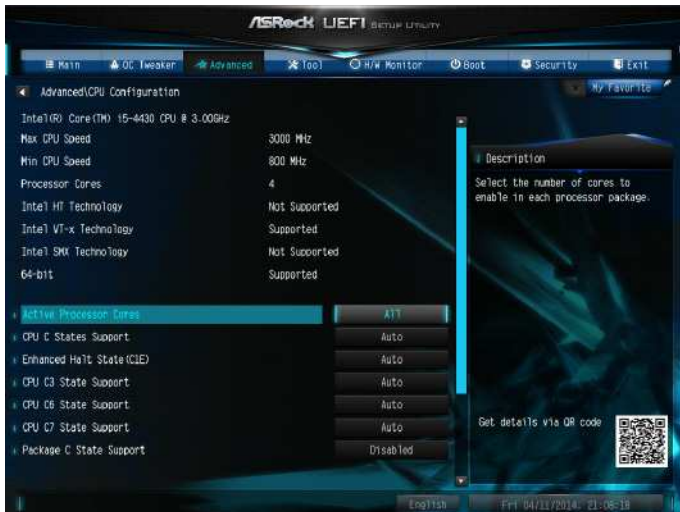 ASRock UEFI SETUP UTILITY
Main OC Tweaker Advanced Tool H/W Monitor Boot Security Exit
Advanced\CPU Configuration
My Favorite
Intel(R) Core(TM) i5-4430 CPU @ 3.00GHz
Max CPU Speed 3000 MHz
Min CPU Speed 800 MHz
Processor Cores 4
Intel HT Technology Not Supported
Intel VT-x Technology Supported
Intel SMX Technology Not Supported
64-bit Supported
Active Processor Cores All
CPU C States Support Auto
Enhanced Halt State(C1E) Auto
CPU C3 State Support Auto
CPU C6 State Support Auto
CPU C7 State Support Auto
Package C State Support Disabled
Description
Select the number of cores to
enable in each processor package.
Get details via QR code
English
Fri 04/11/2014, 21:08:18